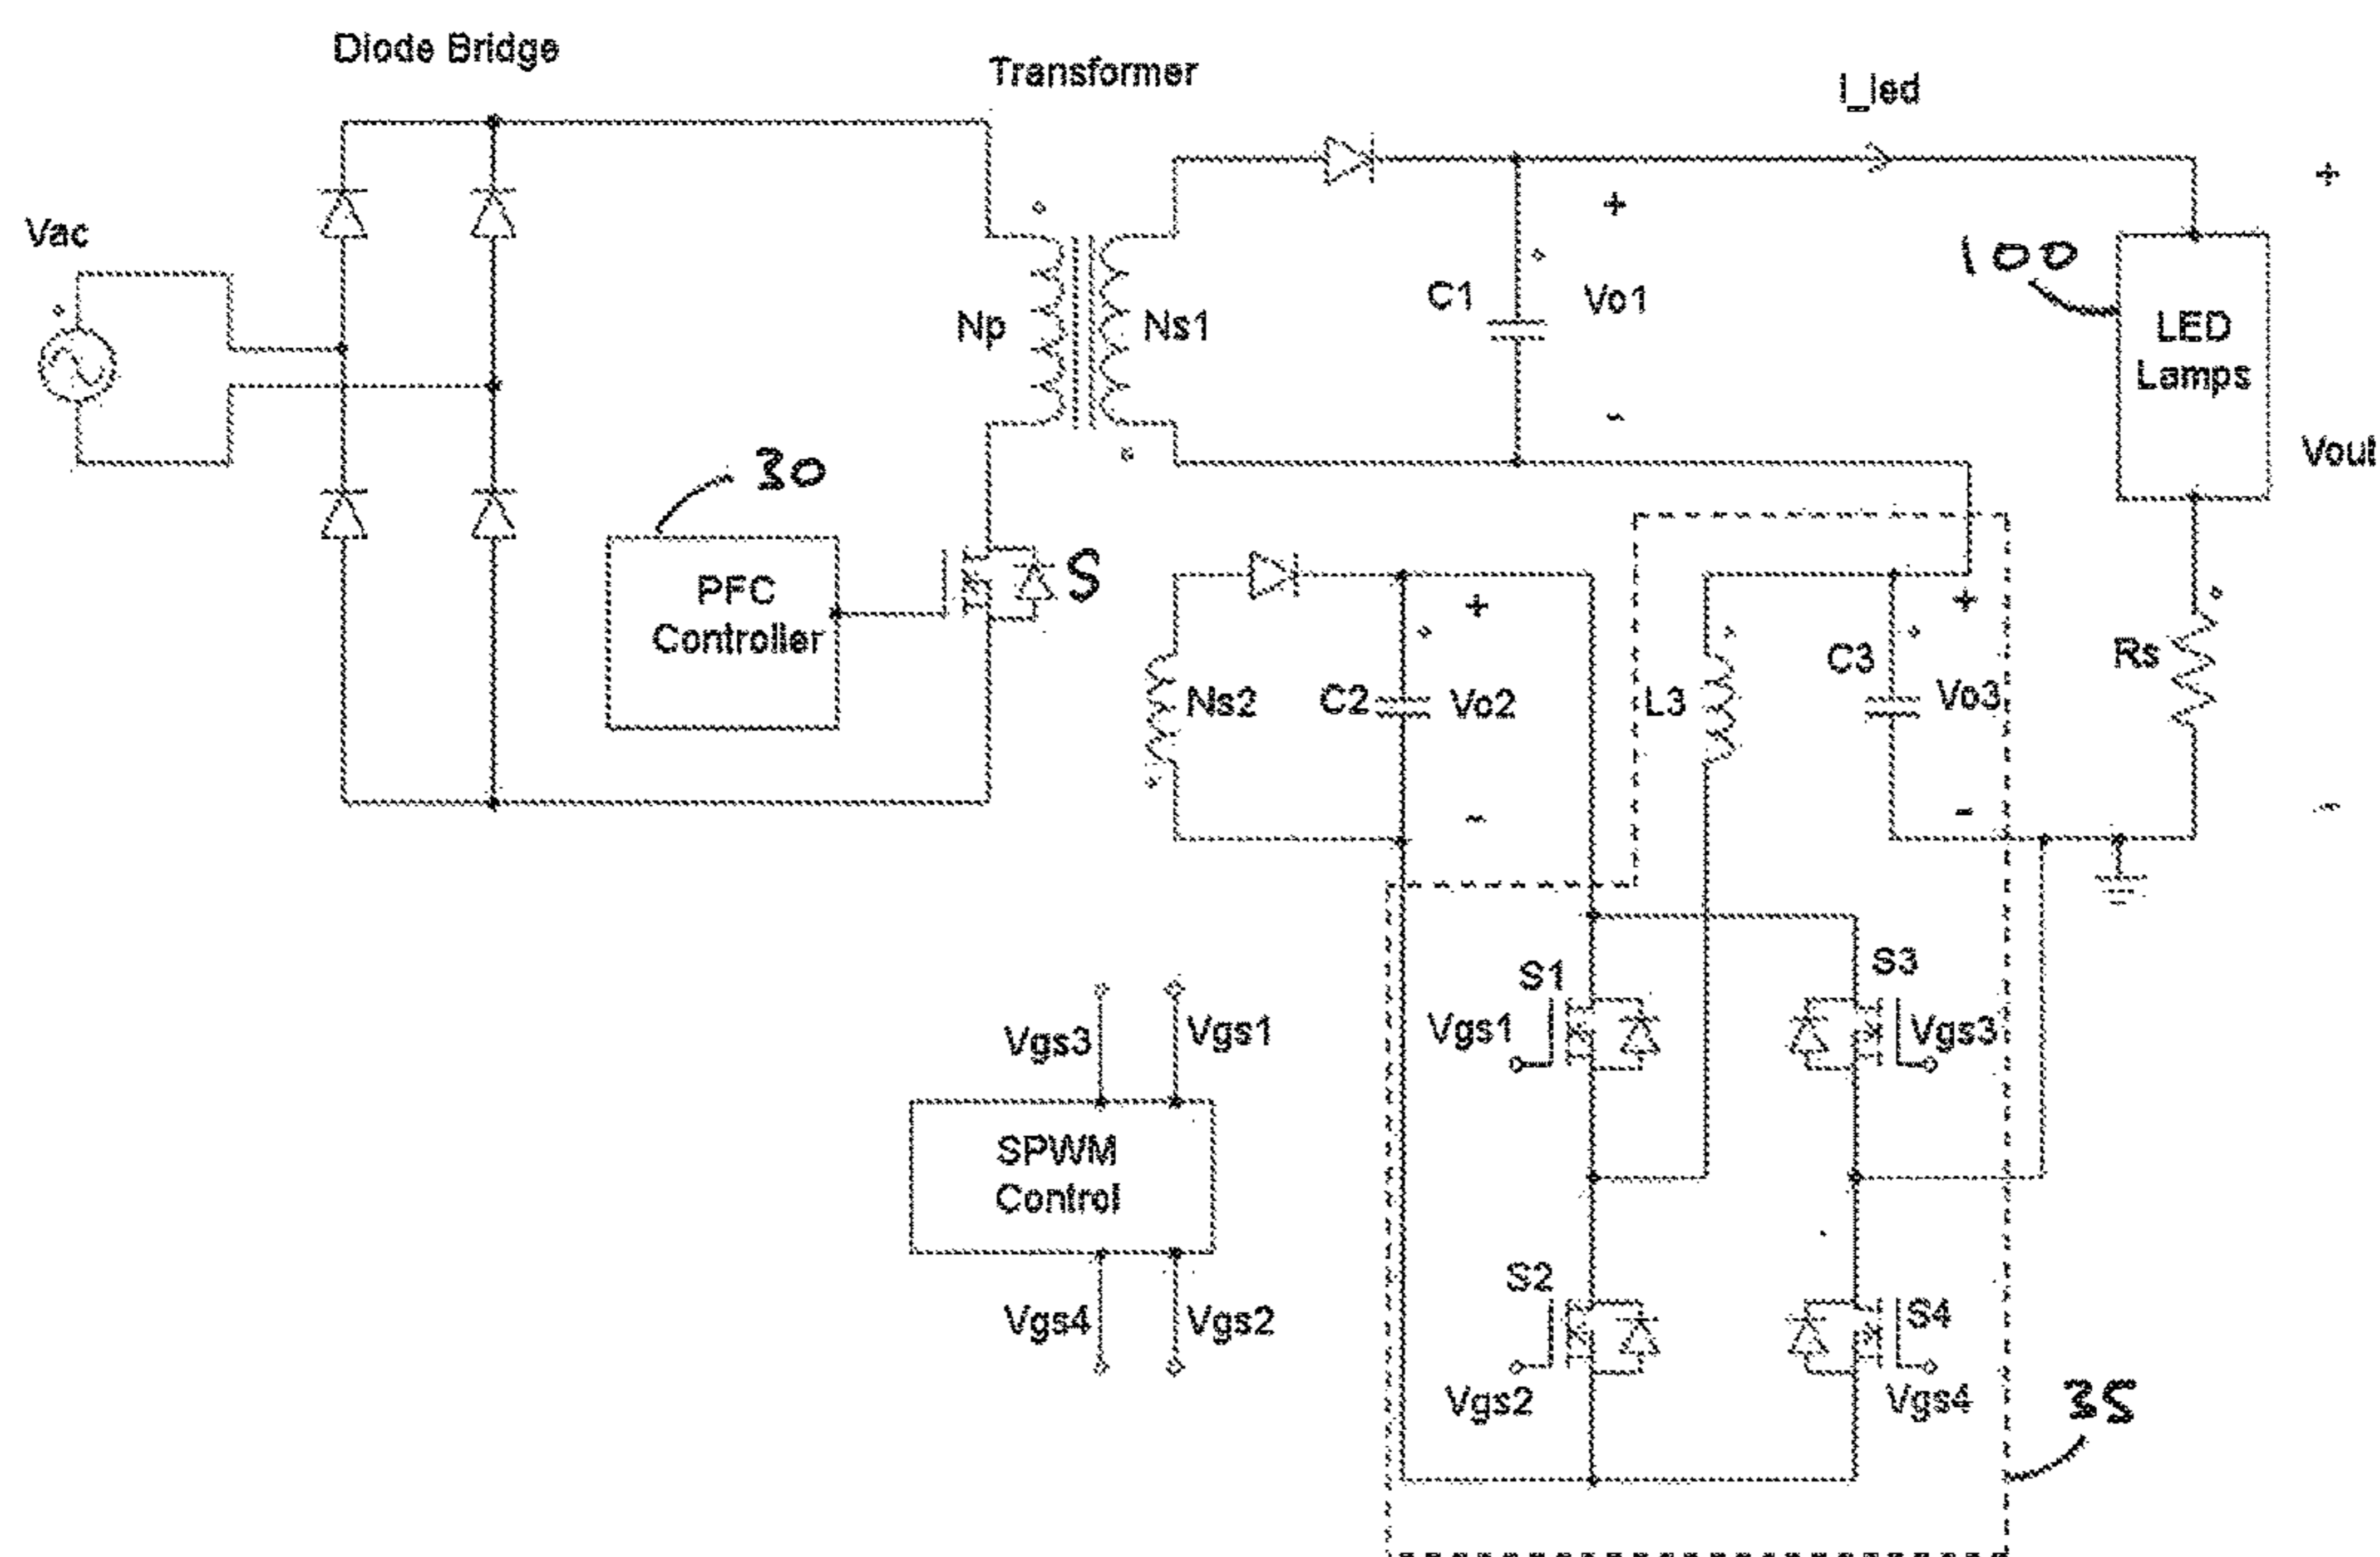 Diode Bridge
Transformer
I_led
+
Vac
+
100
C1
Vo1
Np
Ns1
LED
Lamps
-
Vout
30
S
PFC
Controller
+
+
Rs
C3
Ns2
C2
Vo2
L3
Vo3
-
-
-
S1
S3
Vgs3
Vgs1
Vgs1
Vgs3
SPWM
Control
S2
S4
Vgs4
Vgs2
Vgs2
Vgs4
35